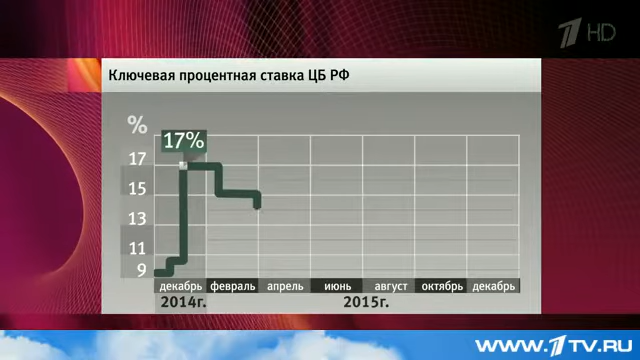 1 HD
Ключевая процентная ставка ЦБ РФ
%
17%
17
15
13
11
9
декабрь февраль апрель июнь август октябрь декабрь
2014г. 2015г.
www.1TV.RU